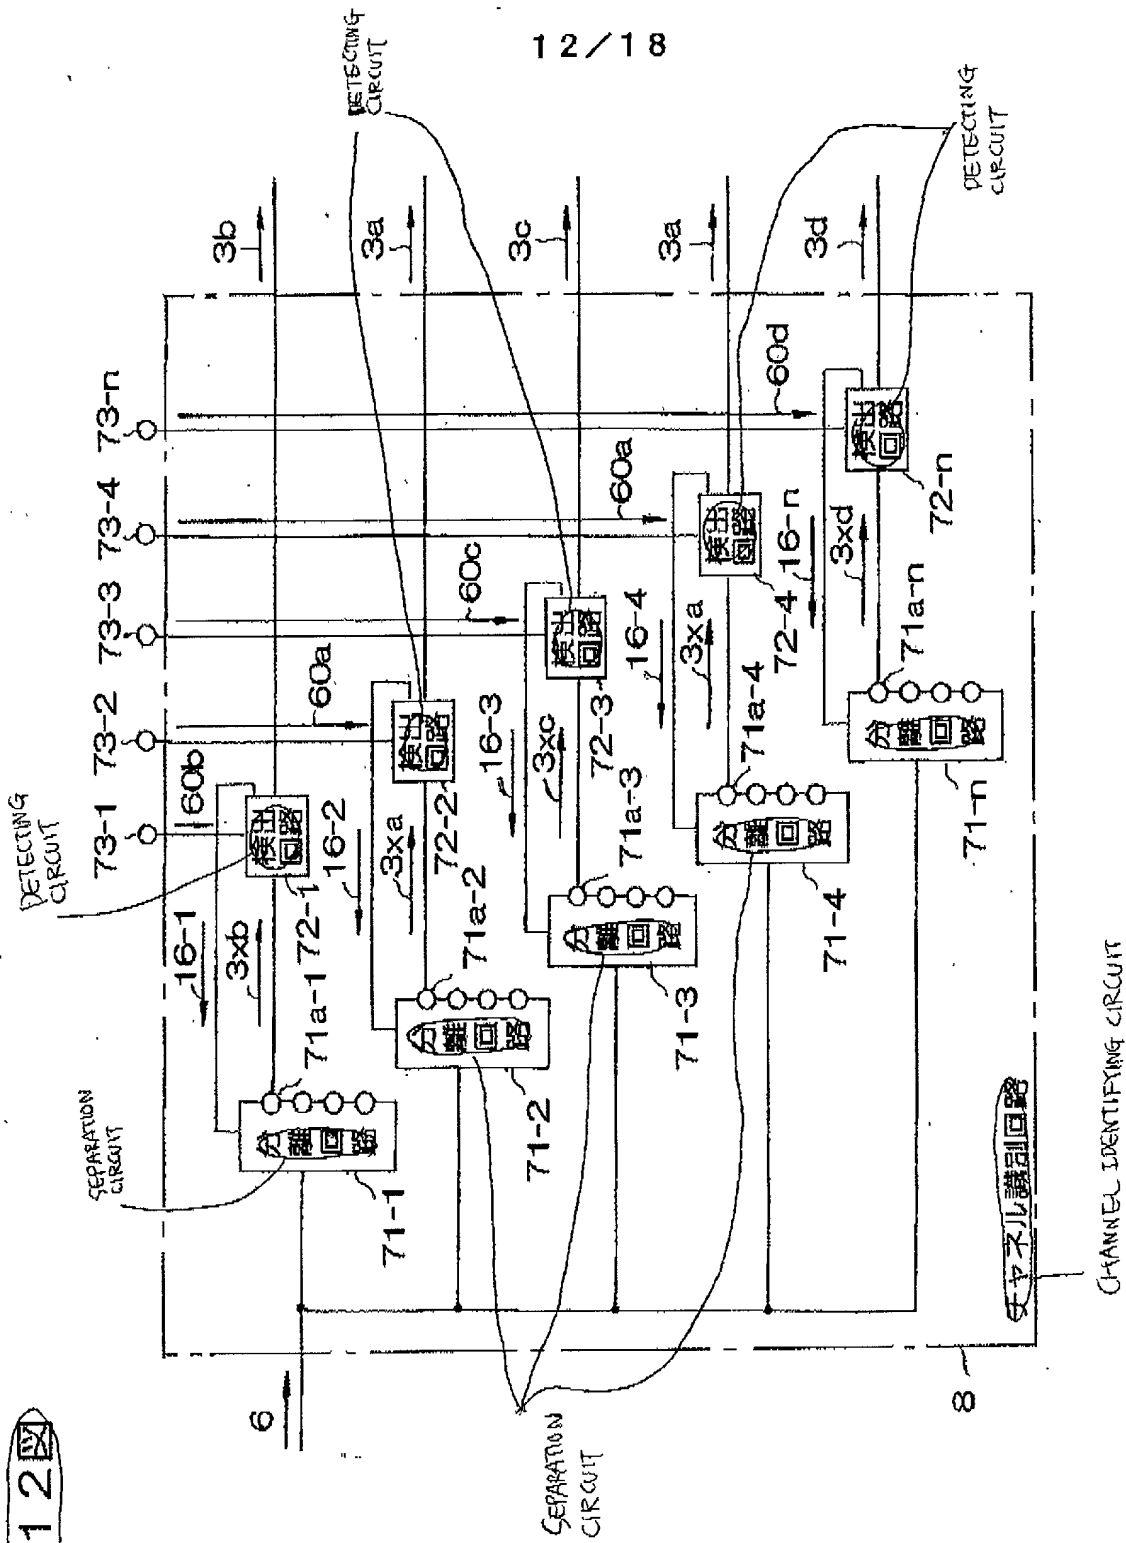 12/18
12図
DETECTING
CIRCUIT
DETECTING
CIRCUIT
DETECTING
CIRCUIT
SEPARATION
CIRCUIT
SEPARATION
CIRCUIT
73-1
73-2
73-3
73-4
73-n
60b
60a
60c
60a
60d
3b
3a
3c
3a
3d
6
分離回路
71-1
71a-1
16-1
3xb
検出
回路
72-1
分離回路
71-2
71a-2
16-2
3xa
検出
回路
72-2
分離回路
71-3
71a-3
16-3
3xc
検出
回路
72-3
分離回路
71-4
71a-4
16-4
3xa
検出
回路
72-4
分離回路
71-n
71a-n
16-n
3xd
検出
回路
72-n
チャネル識別回路
8
CHANNEL IDENTIFYING CIRCUIT